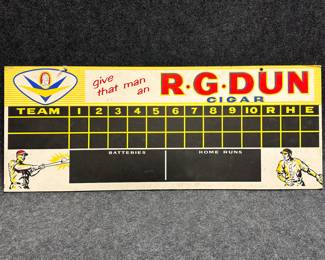 give
that man
an
R·G·DUN
CIGAR
TEAM 1 2 3 4 5 6 7 8 9 10 R H E
BATTERIES HOME RUNS